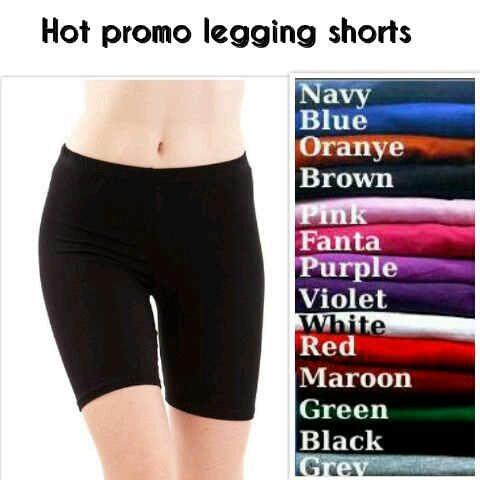 Hot promo legging shorts
Navy
Blue
Oranye
Brown
Pink
Fanta
Purple
Violet
White
Red
Maroon
Green
Black
Grey